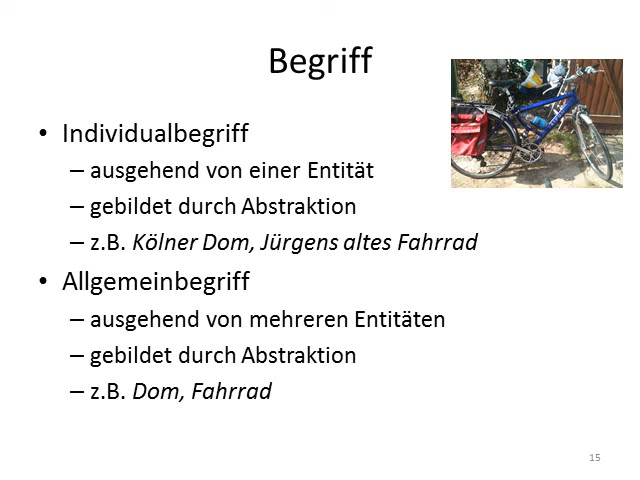 Begriff
• Individualbegriff
– ausgehend von einer Entität
– gebildet durch Abstraktion
– z.B. Kölner Dom, Jürgens altes Fahrrad
• Allgemeinbegriff
– ausgehend von mehreren Entitäten
– gebildet durch Abstraktion
– z.B. Dom, Fahrrad
15